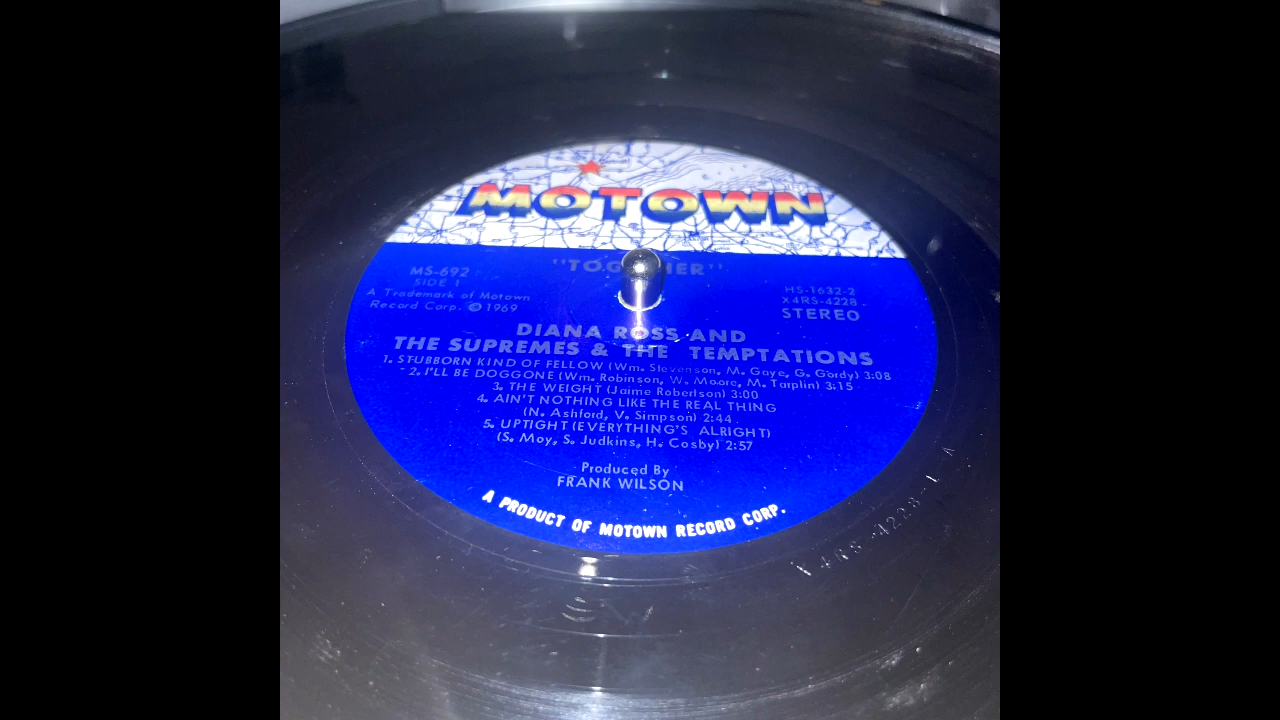 MOTOWN
"TOGETHER"
MS-692
SIDE 1
A Trademark of Motown
Record Corp. © 1969
HS-1632-2
X4RS-4228
STEREO
DIANA ROSS AND
THE SUPREMES & THE TEMPTATIONS
1. STUBBORN KIND OF FELLOW (Wm. Stevenson, M. Gaye, G. Gordy) 3:08
2. I'LL BE DOGGONE (Wm. Robinson, W. Moore, M. Tarplin) 3:15
3. THE WEIGHT (Jaime Robertson) 3:00
4. AIN'T NOTHING LIKE THE REAL THING
(N. Ashford, V. Simpson) 2:44
5. UPTIGHT (EVERYTHING'S ALRIGHT)
(S. Moy, S. Judkins, H. Cosby) 2:57
Produced By
FRANK WILSON
A PRODUCT OF MOTOWN RECORD CORP.
X4RS-4228-1 A